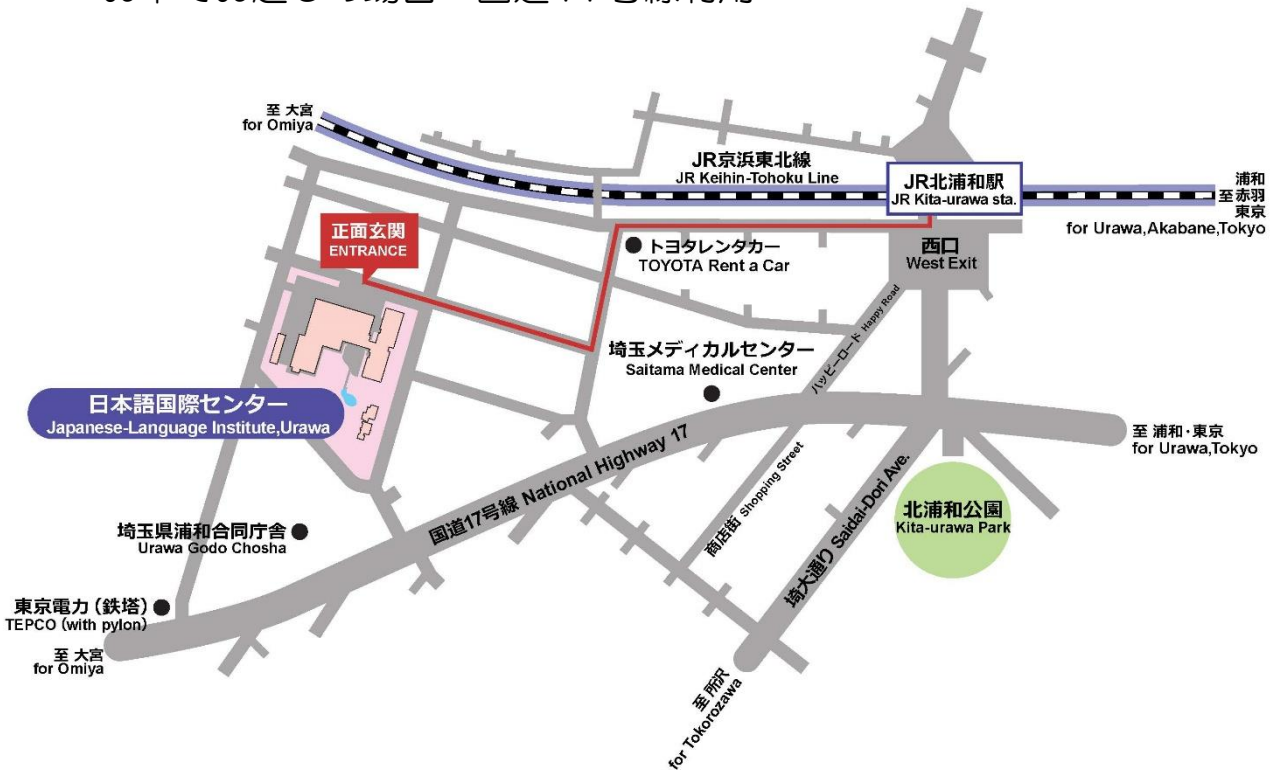 至 大宮
for Omiya
JR京浜東北線
JR Keihin-Tohoku Line
JR北浦和駅
JR Kita-urawa sta.
浦和
至赤羽
東京
for Urawa,Akabane,Tokyo
正面玄関
ENTRANCE
トヨタレンタカー
TOYOTA Rent a Car
西口
West Exit
ハッピーロード Happy Road
埼玉メディカルセンター
Saitama Medical Center
日本語国際センター
Japanese-Language Institute,Urawa
至 浦和・東京
for Urawa,Tokyo
国道17号線 National Highway 17
商店街 Shopping Street
埼大通り Saidai-Dori Ave.
北浦和公園
Kita-urawa Park
埼玉県浦和合同庁舎
Urawa Godo Chosha
東京電力（鉄塔）
TEPCO (with pylon)
至 大宮
for Omiya
至 所沢
for Tokorozawa